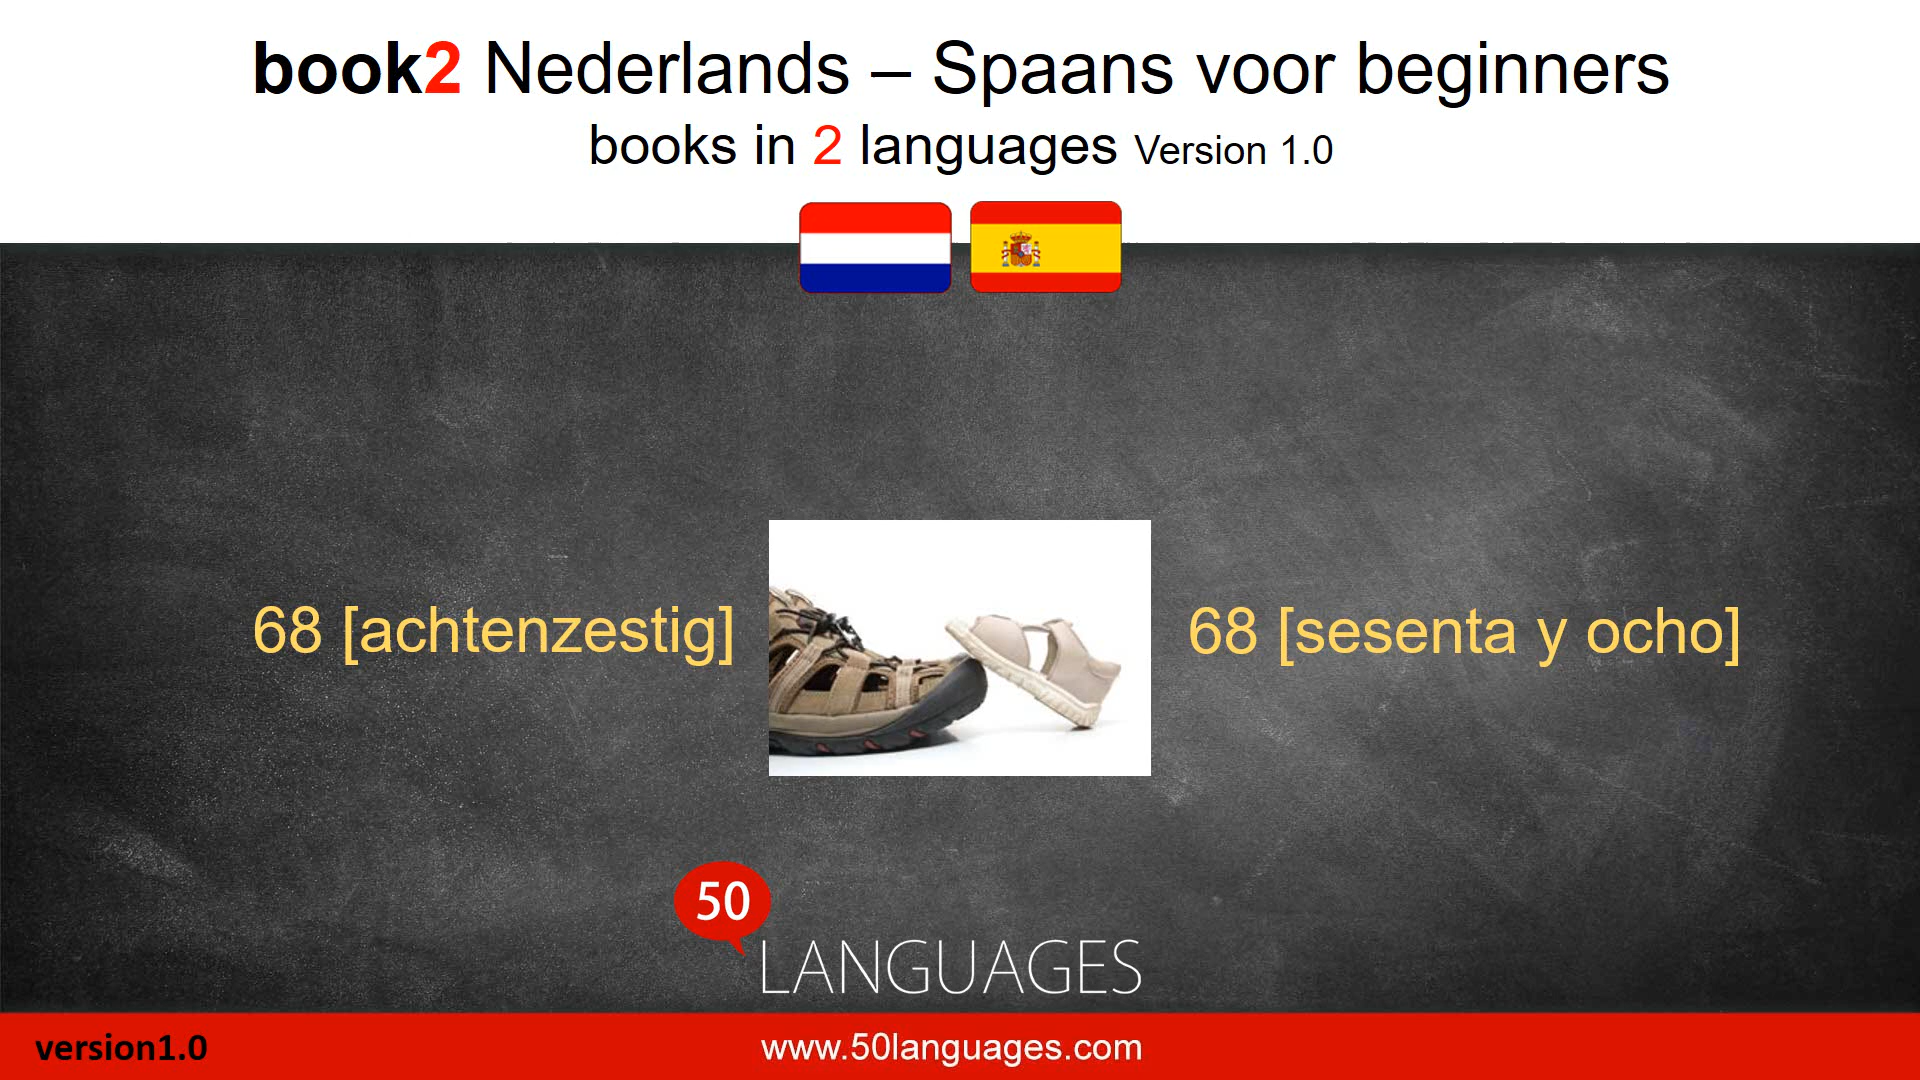 book2 Nederlands – Spaans voor beginners
books in 2 languages Version 1.0
68 [achtenzestig]
68 [sesenta y ocho]
50
LANGUAGES
version1.0
www.50languages.com